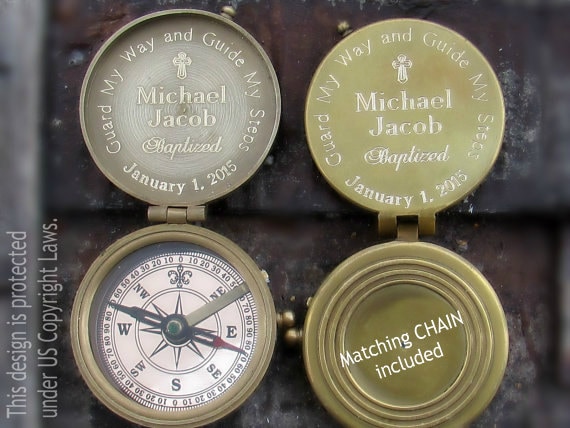 Guard My Way and Guide My Steps
Michael
Jacob
Baptized
January 1, 2015
Guard My Way and Guide My Steps
Michael
Jacob
Baptized
January 1, 2015
NW
NE
W
E
SW
SE
S
Matching CHAIN
included
This design is protected
under US Copyright Laws.